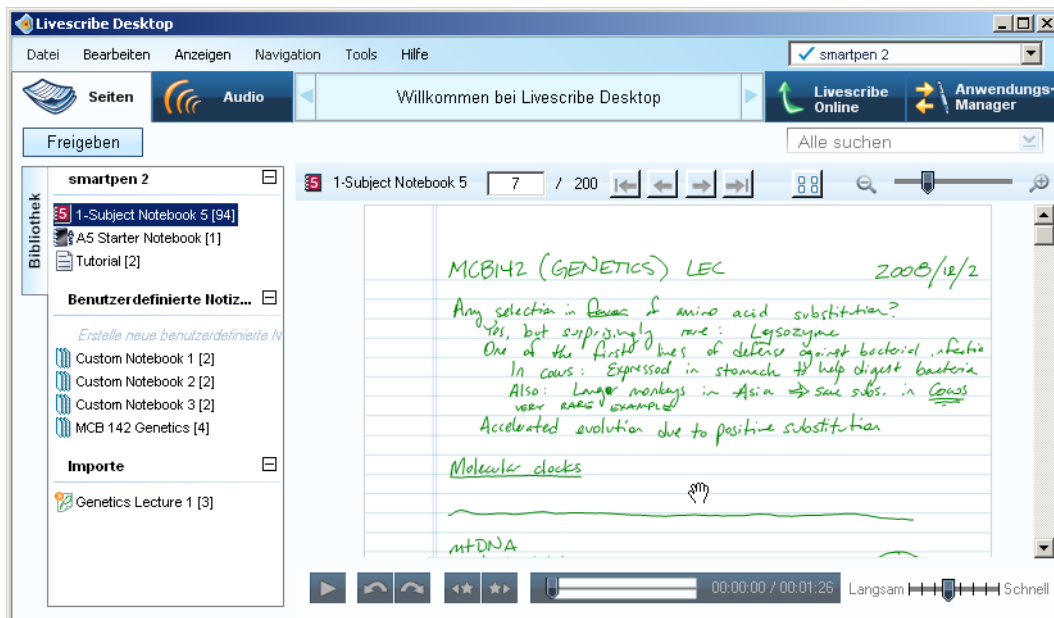 Livescribe Desktop
Datei Bearbeiten Anzeigen Navigation Tools Hilfe
smartpen 2
Seiten
Audio
Willkommen bei Livescribe Desktop
Livescribe Online
Anwendungs-Manager
Freigeben
Alle suchen
Bibliothek
smartpen 2
1-Subject Notebook 5 [94]
A5 Starter Notebook [1]
Tutorial [2]
Benutzerdefinierte Notiz...
Erstelle neue benutzerdefinierte N
Custom Notebook 1 [2]
Custom Notebook 2 [2]
Custom Notebook 3 [2]
MCB 142 Genetics [4]
Importe
Genetics Lecture 1 [3]
1-Subject Notebook 5 7 / 200
MCB142 (GENETICS) LEC 2008/12/2
Any selection in of amino acid substitution?
Yes, but surprisingly rare: Lysozyme
One of the first lines of defense against bacterial infectio
In cows: Expressed in stomach to help digest bacteria
Also: Langer monkeys in Asia ⇒ same subs. in Cows
VERY RARE EXAMPLE
Accelerated evolution due to positive substitution
Molecular clocks
mtDNA
00:00:00 / 00:01:26
Langsam Schnell